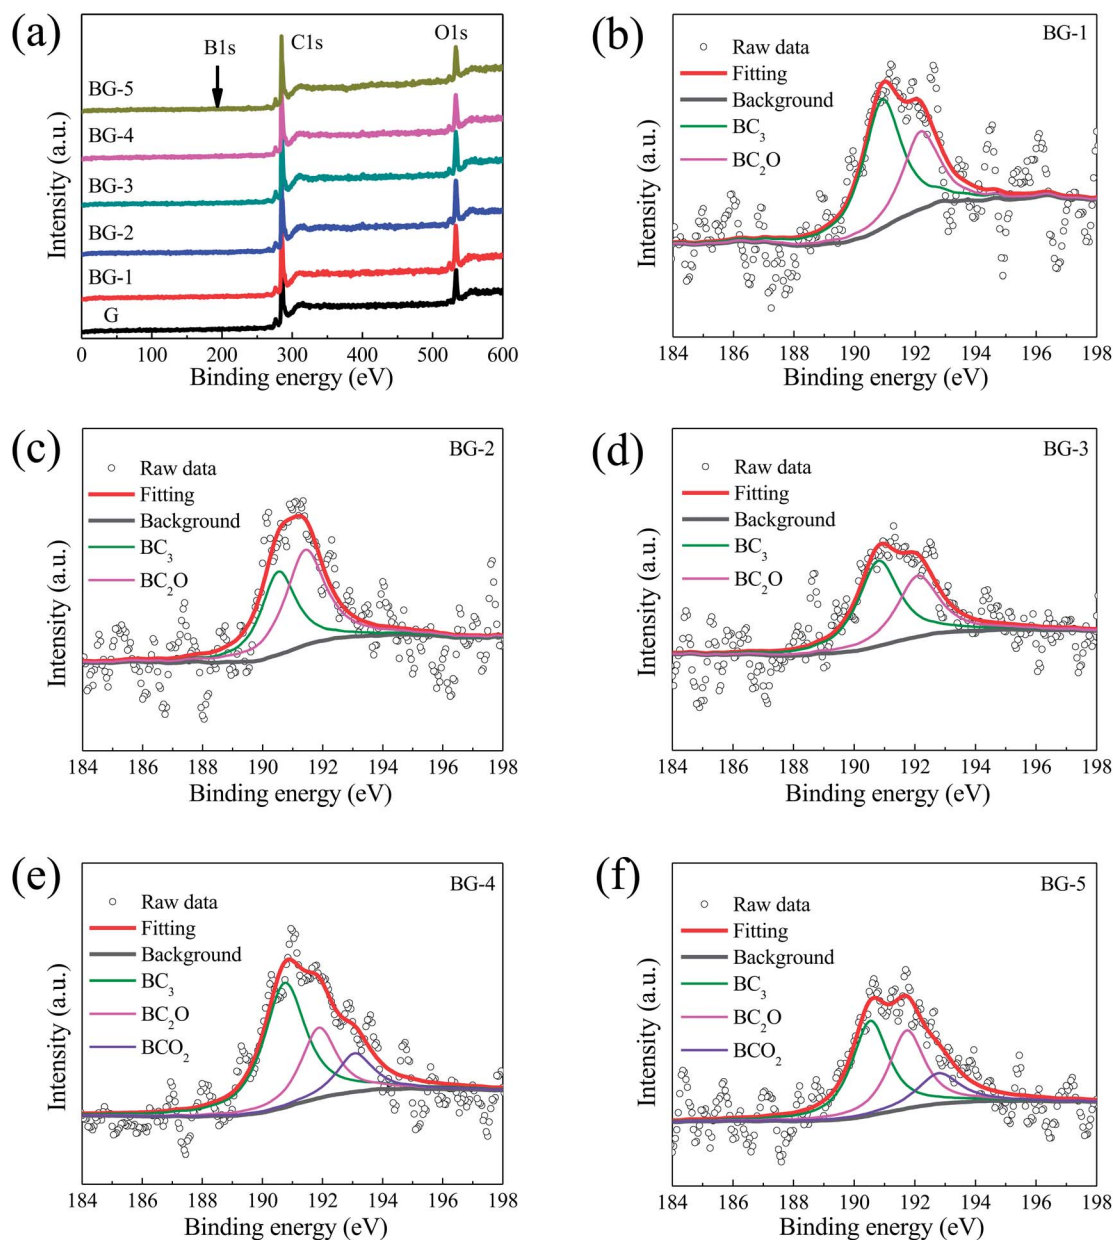 (a)
B1s
C1s
O1s
BG-5
BG-4
BG-3
BG-2
BG-1
G
Intensity (a.u.)
0 100 200 300 400 500 600
Binding energy (eV)
(b)
BG-1
Raw data
Fitting
Background
BC₃
BC₂O
Intensity (a.u.)
184 186 188 190 192 194 196 198
Binding energy (eV)
(c)
BG-2
Raw data
Fitting
Background
BC₃
BC₂O
Intensity (a.u.)
184 186 188 190 192 194 196 198
Binding energy (eV)
(d)
BG-3
Raw data
Fitting
Background
BC₃
BC₂O
Intensity (a.u.)
184 186 188 190 192 194 196 198
Binding energy (eV)
(e)
BG-4
Raw data
Fitting
Background
BC₃
BC₂O
BCO₂
Intensity (a.u.)
184 186 188 190 192 194 196 198
Binding energy (eV)
(f)
BG-5
Raw data
Fitting
Background
BC₃
BC₂O
BCO₂
Intensity (a.u.)
184 186 188 190 192 194 196 198
Binding energy (eV)